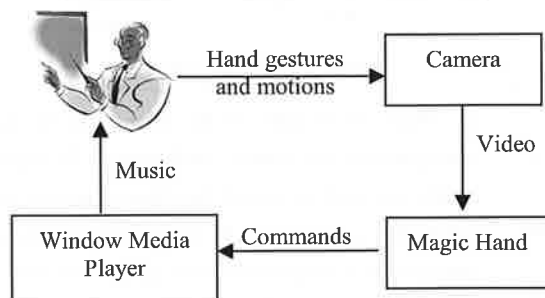 Hand gestures
and motions
Camera
Video
Music
Window Media
Player
Commands
Magic Hand